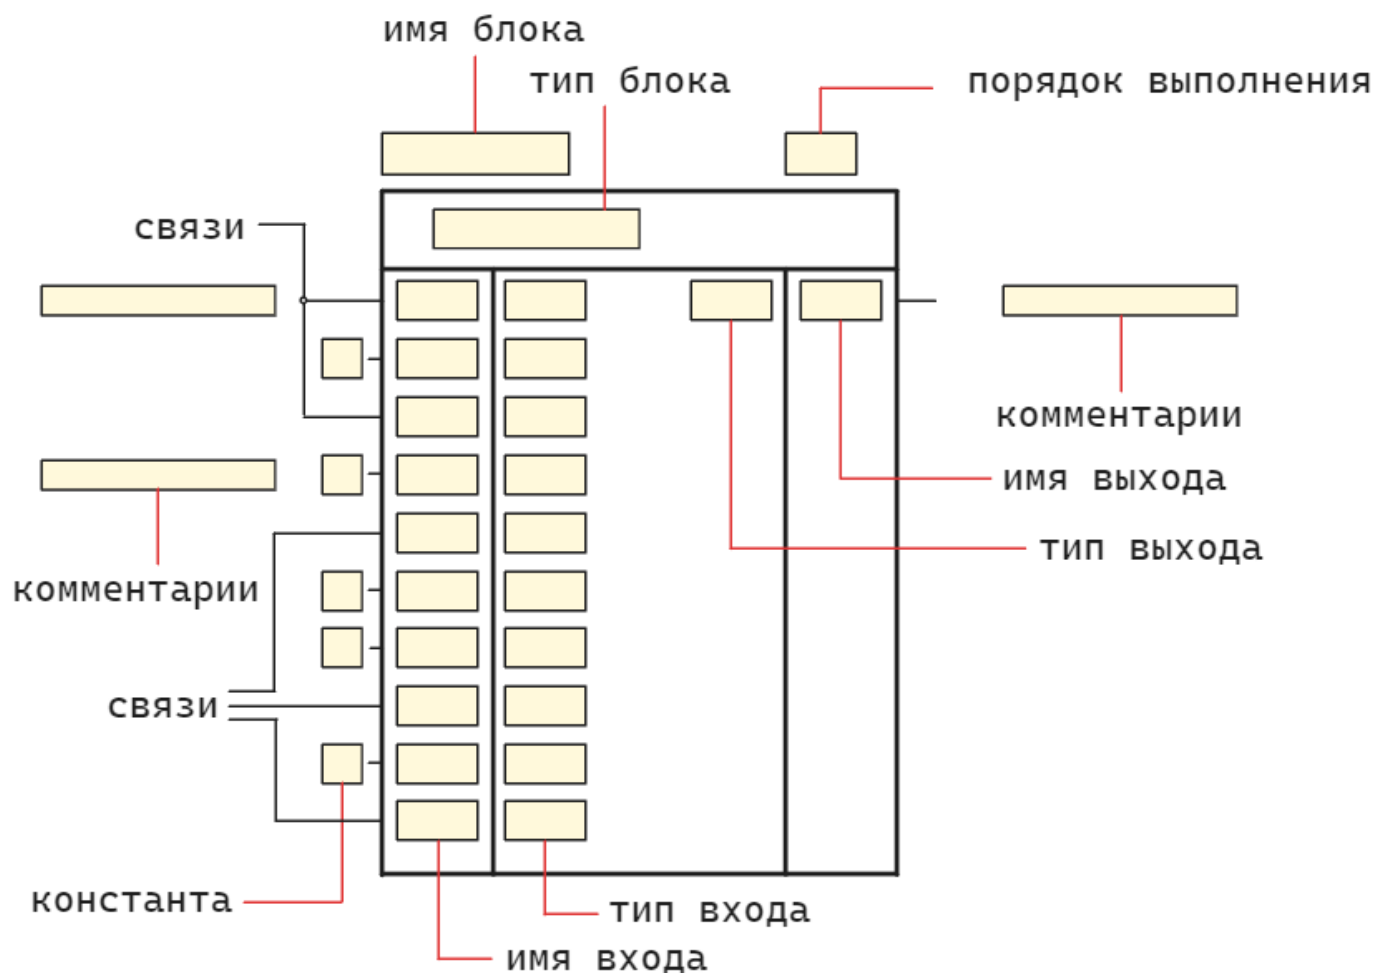 имя блока
тип блока
порядок выполнения
связи
комментарии
имя выхода
тип выхода
комментарии
связи
константа
тип входа
имя входа